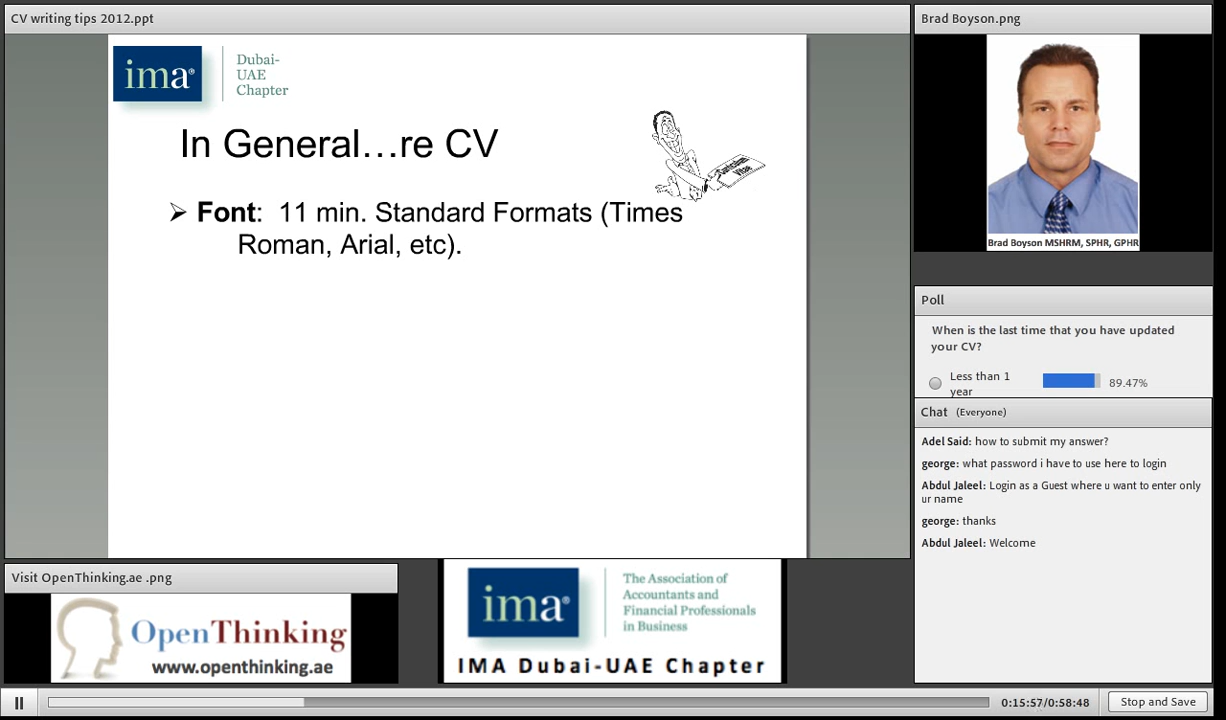 CV writing tips 2012.ppt
ima®
Dubai-
UAE
Chapter
In General...re CV
Curriculum
Vitae
➢ Font: 11 min. Standard Formats (Times
Roman, Arial, etc).
Brad Boyson.png
Brad Boyson MSHRM, SPHR, GPHR
Poll
When is the last time that you have updated
your CV?
Less than 1
year
89.47%
Chat (Everyone)
Adel Said: how to submit my answer?
george: what password i have to use here to login
Abdul Jaleel: Login as a Guest where u want to enter only
ur name
george: thanks
Abdul Jaleel: Welcome
Visit OpenThinking.ae .png
OpenThinking
www.openthinking.ae
ima®
The Association of
Accountants and
Financial Professionals
in Business
IMA Dubai-UAE Chapter
0:15:57/0:58:48
Stop and Save